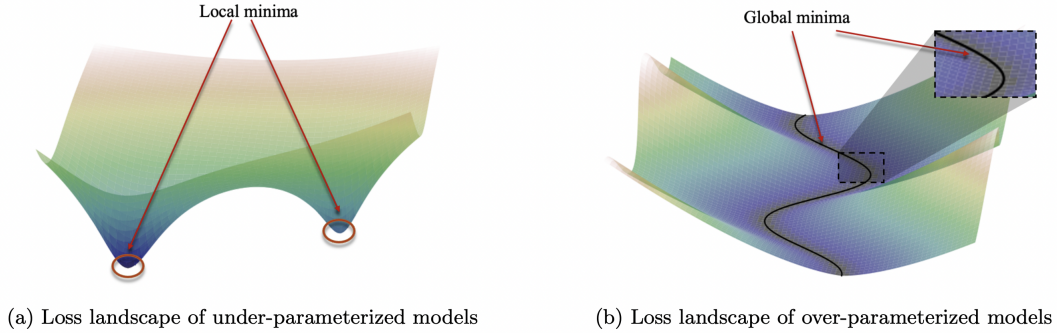 Local minima
Global minima
(a) Loss landscape of under-parameterized models
(b) Loss landscape of over-parameterized models